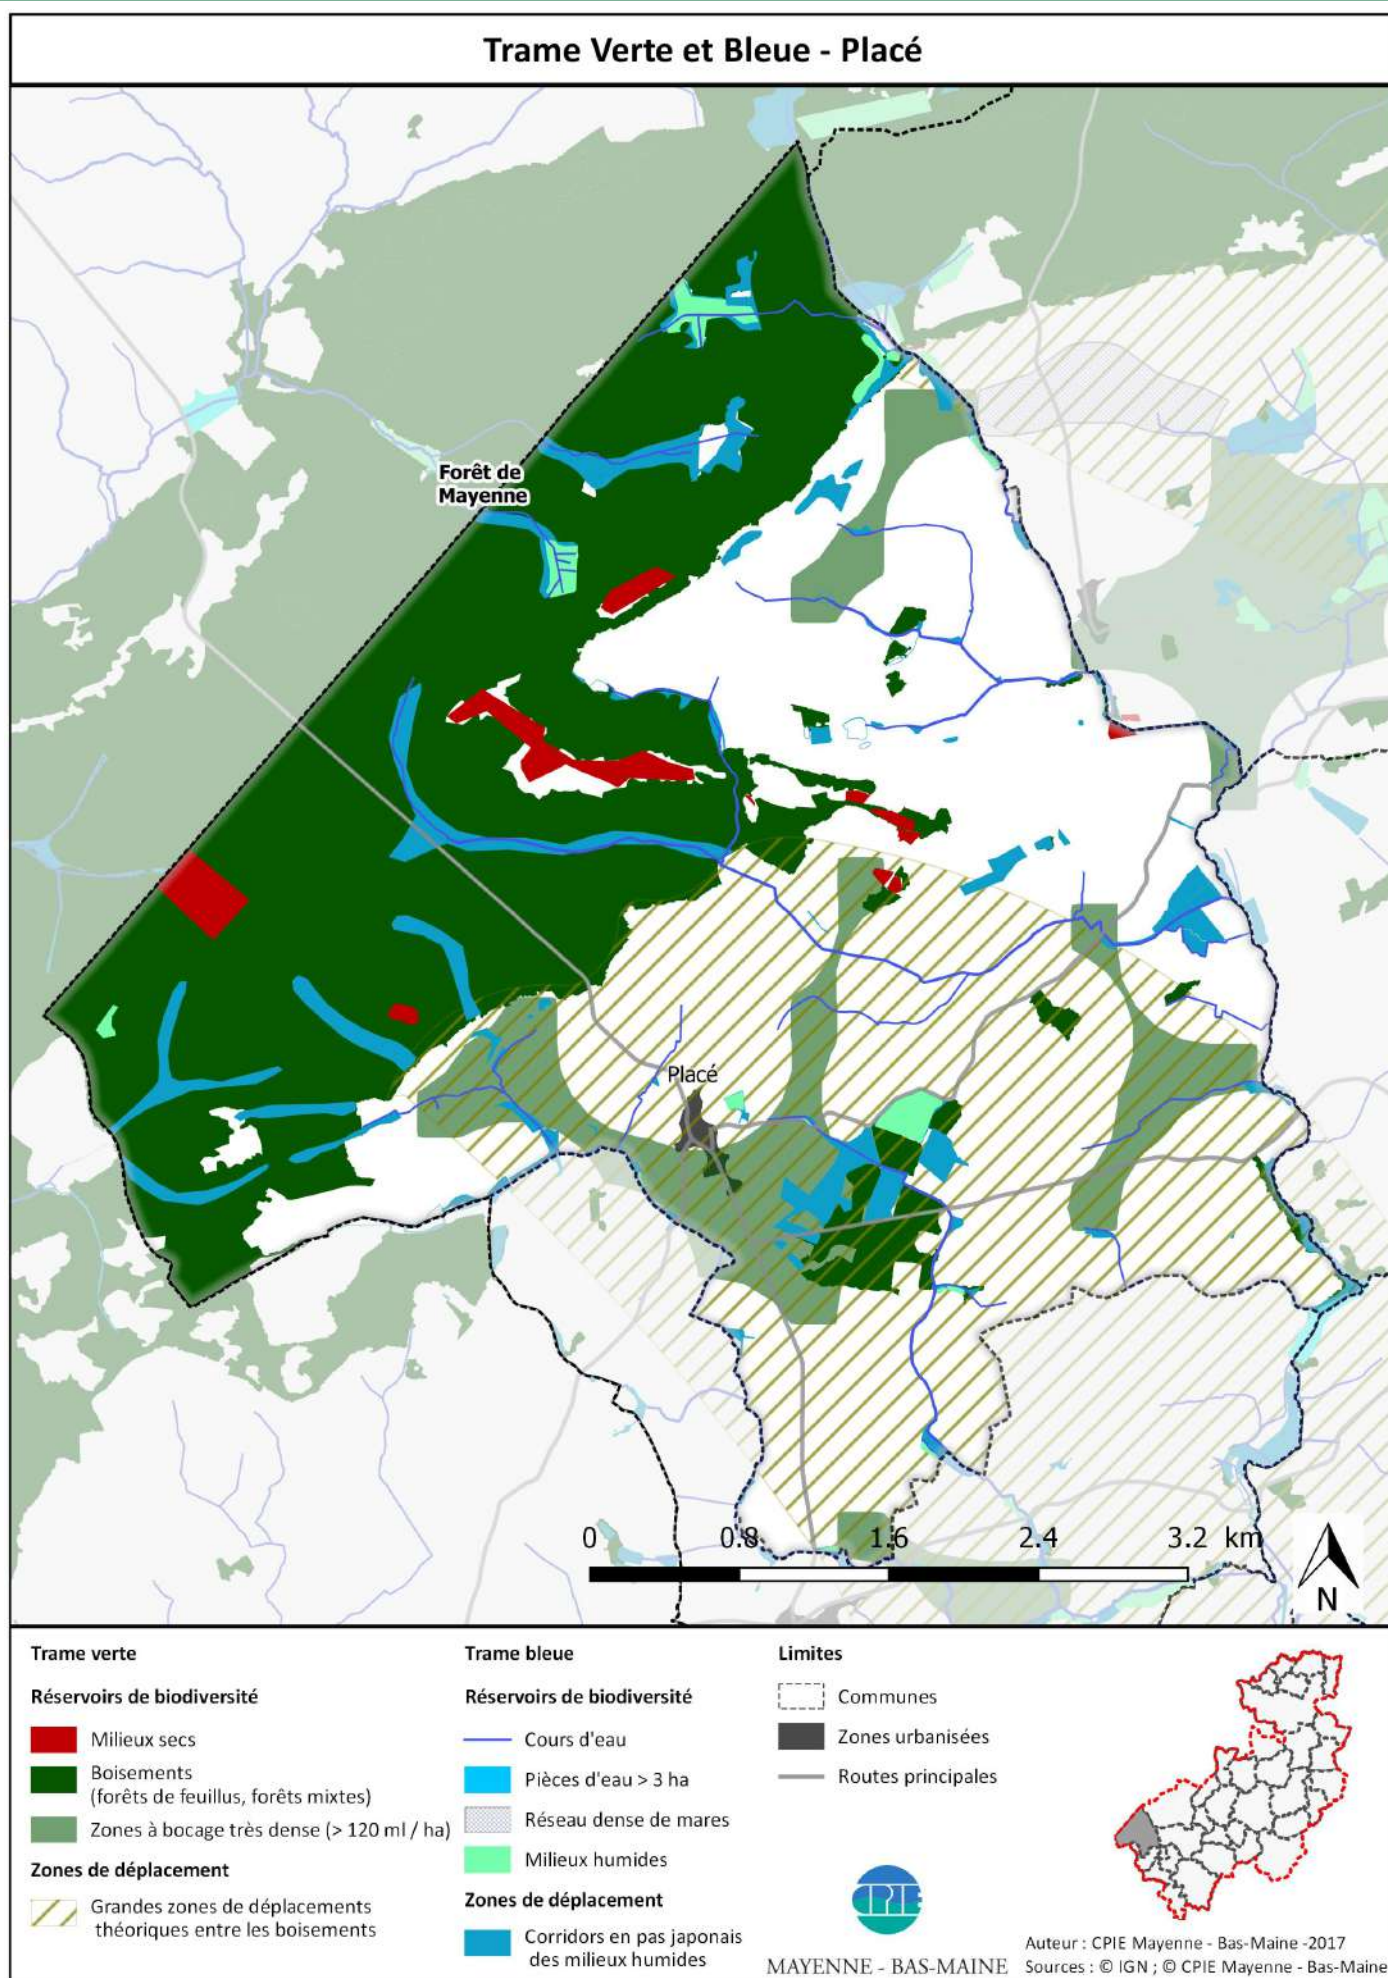 Trame Verte et Bleue - Placé
Forêt de
Mayenne
Placé
0 0.8 1.6 2.4 3.2 km
N
Trame verte
Réservoirs de biodiversité
Milieux secs
Boisements
(forêts de feuillus, forêts mixtes)
Zones à bocage très dense (> 120 ml / ha)
Zones de déplacement
Grandes zones de déplacements
théoriques entre les boisements
Trame bleue
Réservoirs de biodiversité
Cours d'eau
Pièces d'eau > 3 ha
Réseau dense de mares
Milieux humides
Zones de déplacement
Corridors en pas japonais
des milieux humides
Limites
Communes
Zones urbanisées
Routes principales
CPIE
MAYENNE - BAS-MAINE
Auteur : CPIE Mayenne - Bas-Maine -2017
Sources : © IGN ; © CPIE Mayenne - Bas-Maine